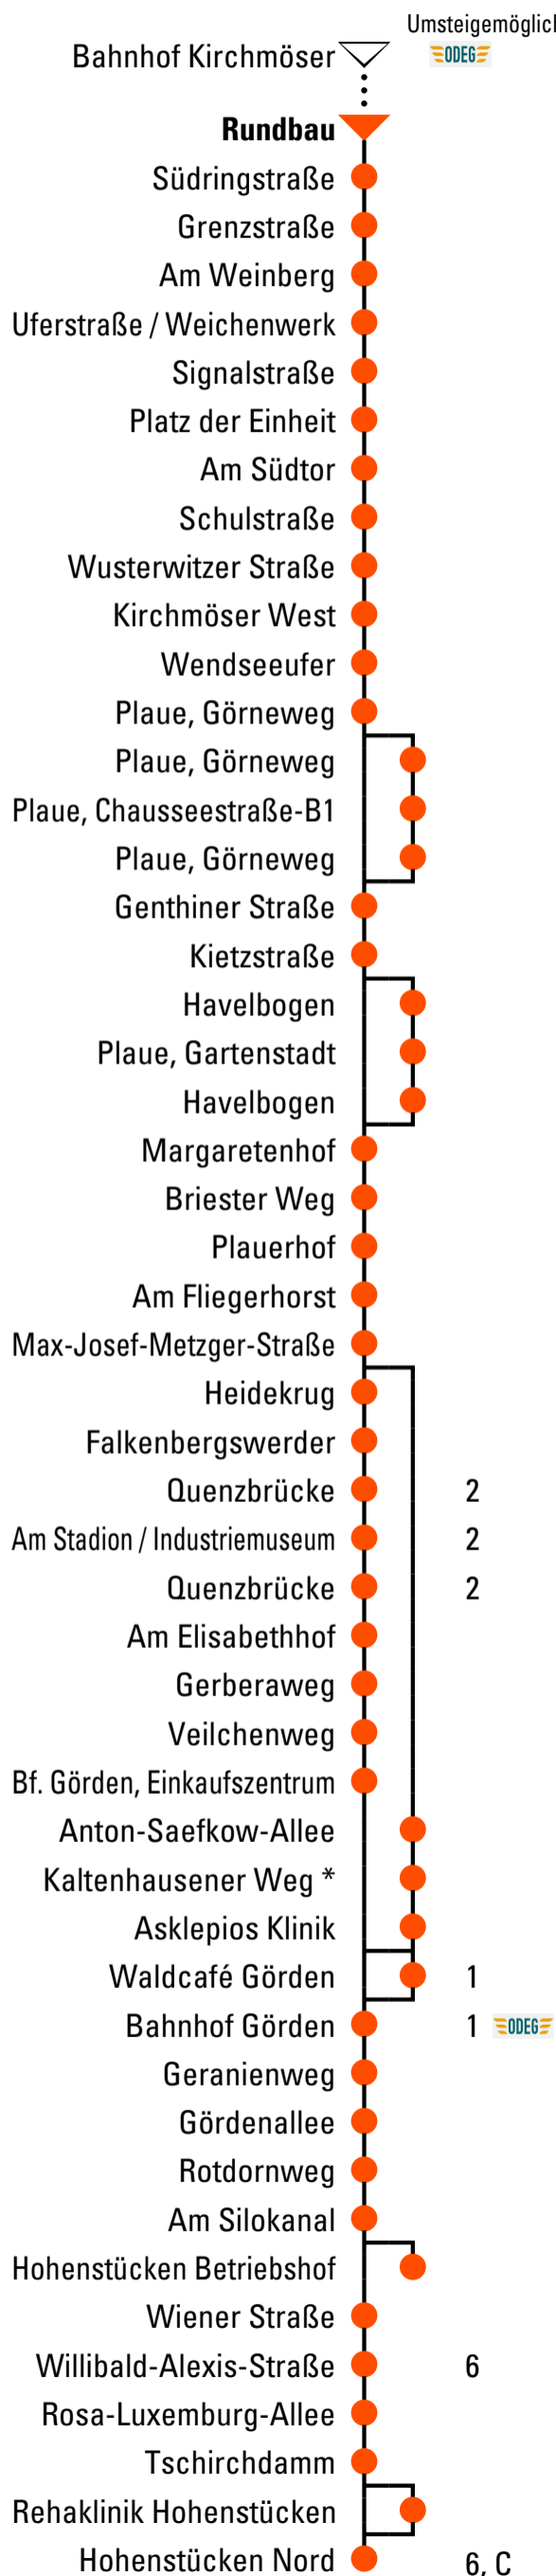 Umsteigemöglic
Bahnhof Kirchmöser ODEG
Rundbau
Südringstraße
Grenzstraße
Am Weinberg
Uferstraße / Weichenwerk
Signalstraße
Platz der Einheit
Am Südtor
Schulstraße
Wusterwitzer Straße
Kirchmöser West
Wendseeufer
Plaue, Görneweg
Plaue, Görneweg
Plaue, Chausseestraße-B1
Plaue, Görneweg
Genthiner Straße
Kietzstraße
Havelbogen
Plaue, Gartenstadt
Havelbogen
Margaretenhof
Briester Weg
Plauerhof
Am Fliegerhorst
Max-Josef-Metzger-Straße
Heidekrug
Falkenbergswerder
Quenzbrücke 2
Am Stadion / Industriemuseum 2
Quenzbrücke 2
Am Elisabethhof
Gerberaweg
Veilchenweg
Bf. Görden, Einkaufszentrum
Anton-Saefkow-Allee
Kaltenhausener Weg *
Asklepios Klinik
Waldcafé Görden 1
Bahnhof Görden 1 ODEG
Geranienweg
Gördenallee
Rotdornweg
Am Silokanal
Hohenstücken Betriebshof
Wiener Straße
Willibald-Alexis-Straße 6
Rosa-Luxemburg-Allee
Tschirchdamm
Rehaklinik Hohenstücken
Hohenstücken Nord 6, C